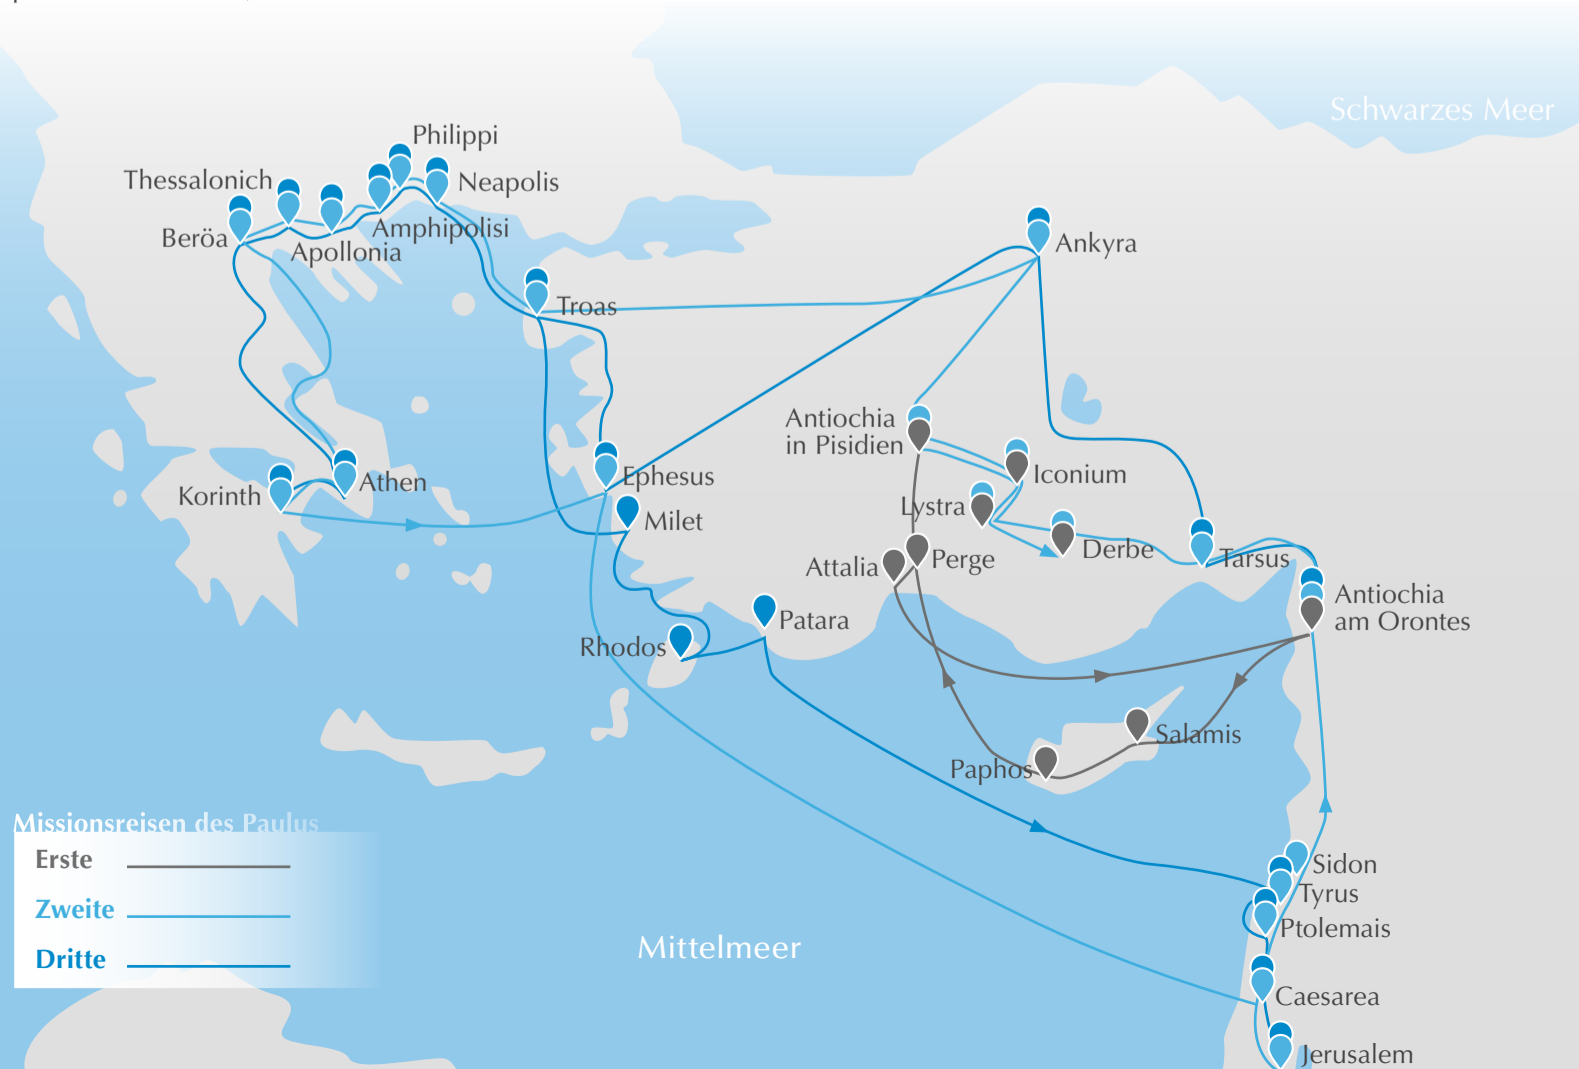 Schwarzes Meer
Philippi
Thessalonich
Neapolis
Amphipolisi
Beröa
Apollonia
Ankyra
Troas
Antiochia
in Pisidien
Iconium
Ephesus
Athen
Korinth
Lystra
Milet
Derbe
Tarsus
Perge
Attalia
Antiochia
am Orontes
Patara
Rhodos
Salamis
Paphos
Missionsreisen des Paulus
Erste
Zweite
Dritte
Mittelmeer
Sidon
Tyrus
Ptolemais
Caesarea
Jerusalem